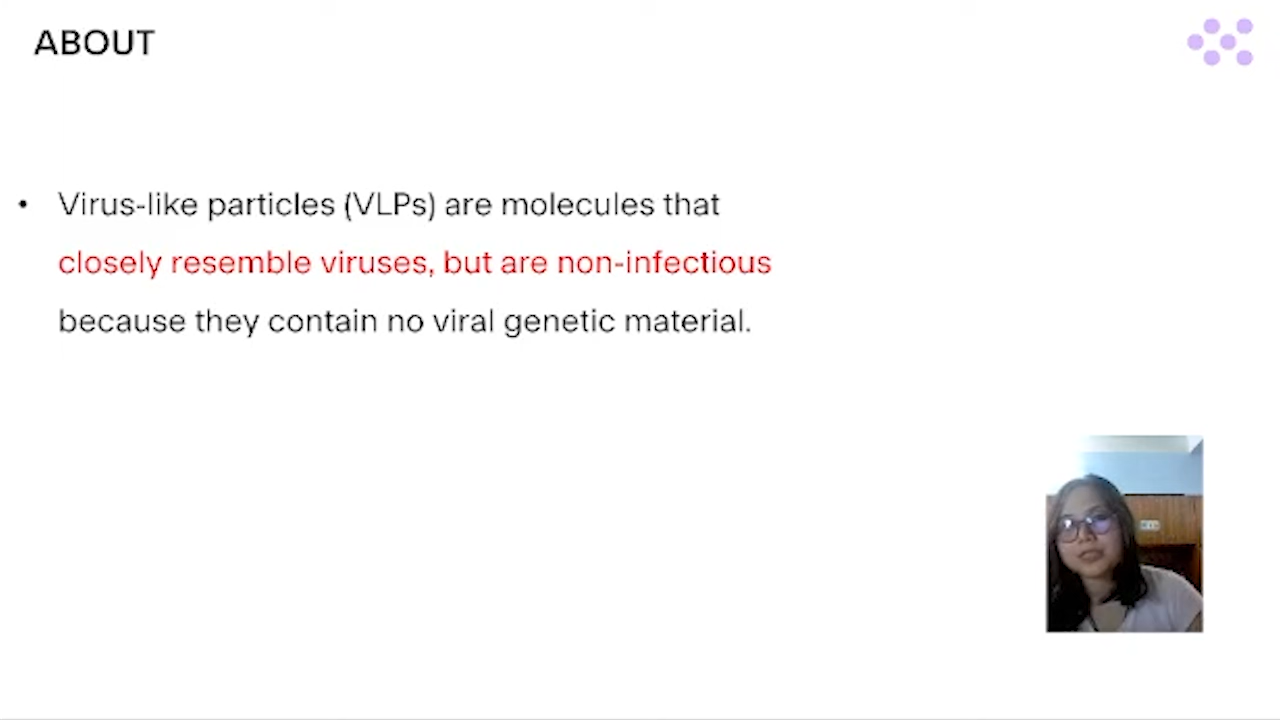 ABOUT
• Virus-like particles (VLPs) are molecules that
closely resemble viruses, but are non-infectious
because they contain no viral genetic material.